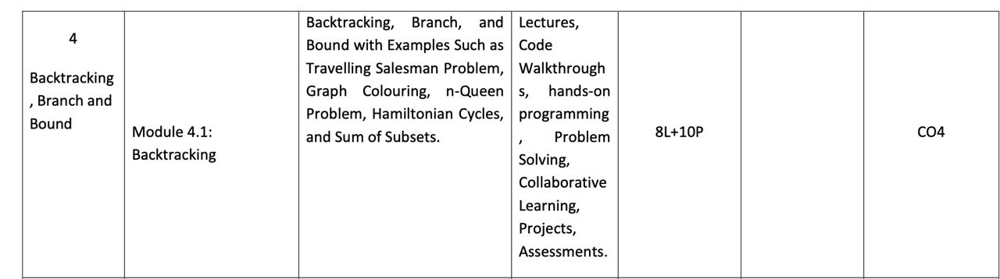 4
Backtracking
, Branch and
Bound
Module 4.1:
Backtracking
Backtracking, Branch, and
Bound with Examples Such as
Travelling Salesman Problem,
Graph Colouring, n-Queen
Problem, Hamiltonian Cycles,
and Sum of Subsets.
Lectures,
Code
Walkthrough
s, hands-on
programming
, Problem
Solving,
Collaborative
Learning,
Projects,
Assessments.
8L+10P
CO4